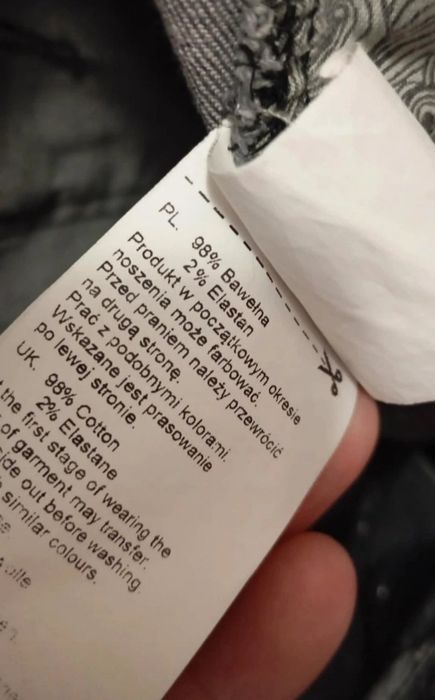 PL. 98% Bawełna
2% Elastan
Produkt w początkowym okresie
noszenia może farbować.
Przed praniem należy przewrócić
na drugą stronę.
Prać z podobnymi kolorami.
Wskazane jest prasowanie
po lewej stronie.
UK. 98% Cotton
2% Elastane
the first stage of wearing the
of garment may transfer.
side out before washing.
similar colours.